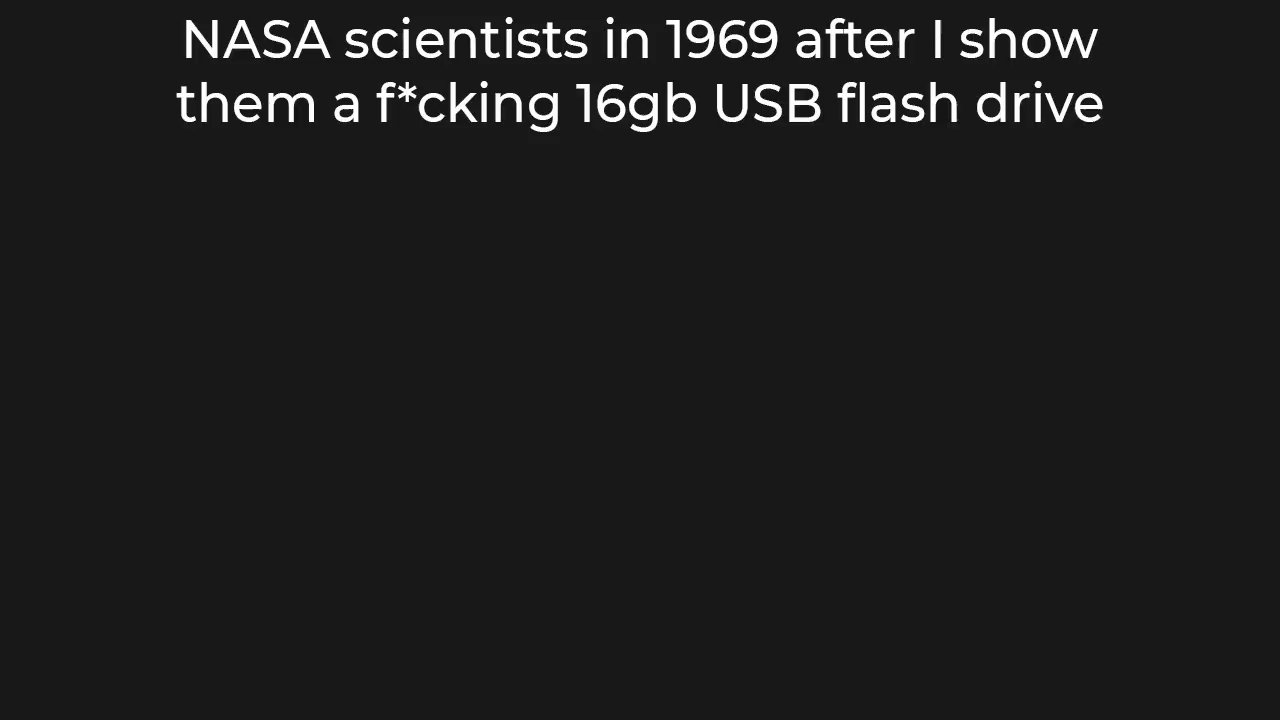 NASA scientists in 1969 after I show
them a f*cking 16gb USB flash drive